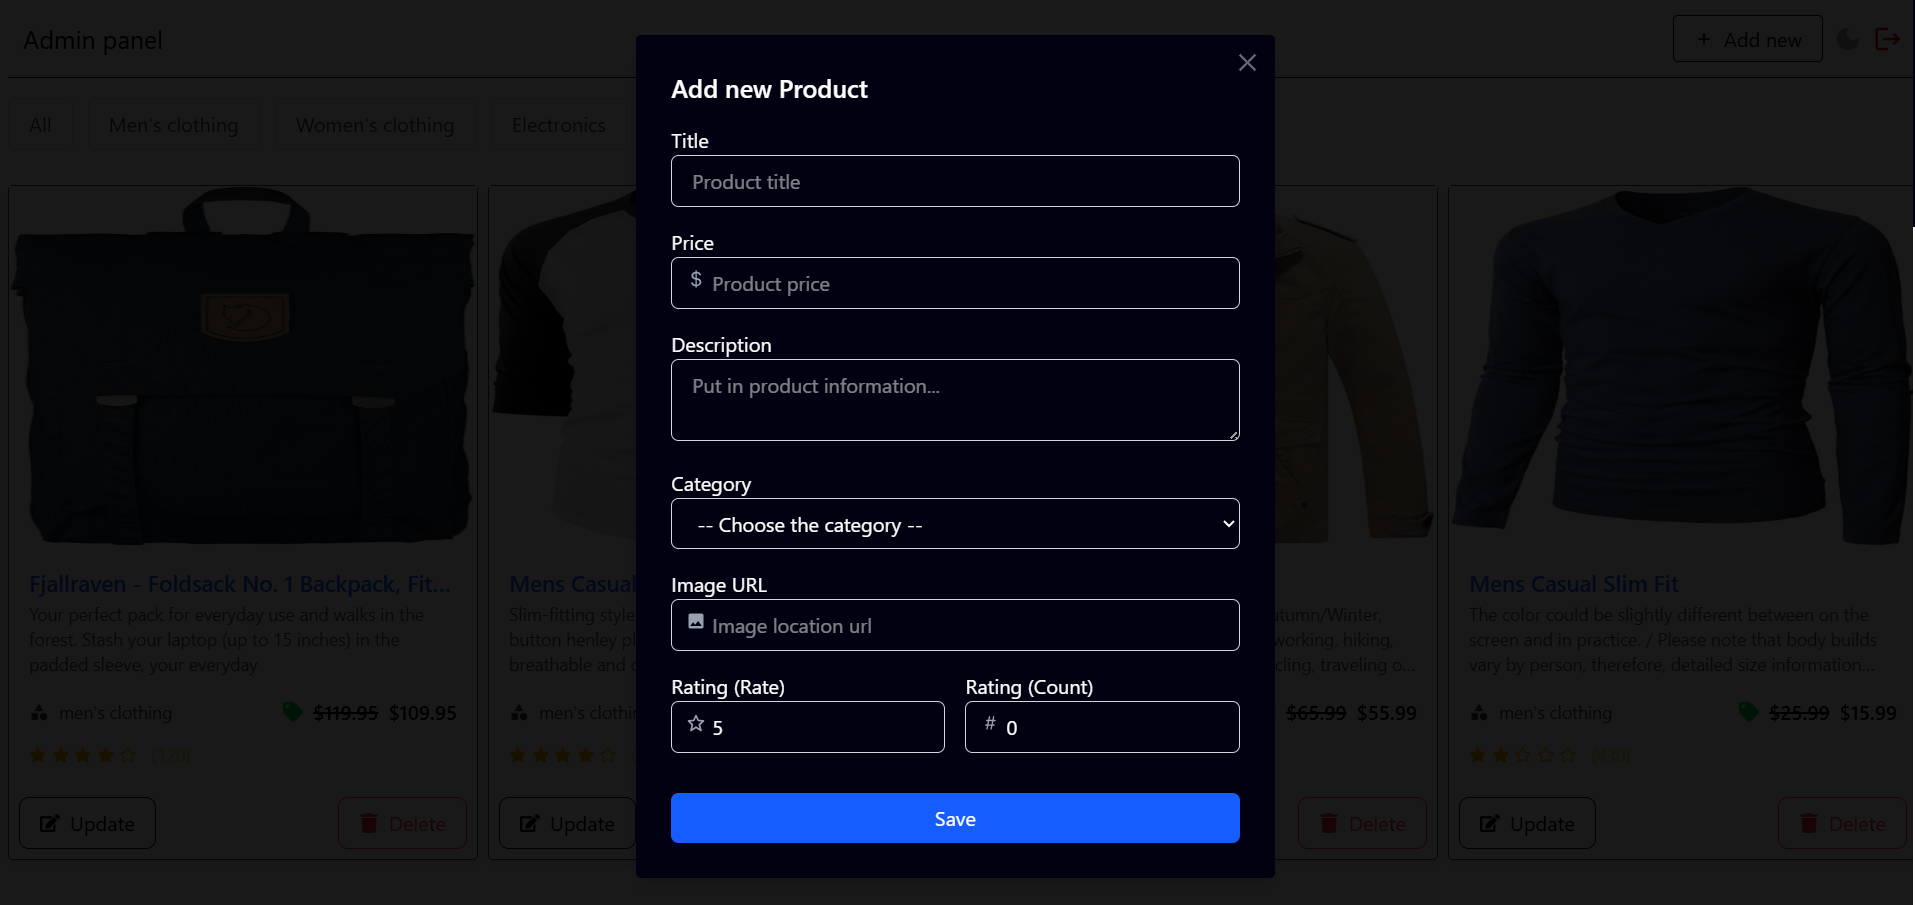 Admin panel
+ Add new
All
Men's clothing
Women's clothing
Electronics
Add new Product
Title
Product title
Price
$ Product price
Description
Put in product information...
Category
-- Choose the category --
Image URL
Image location url
Rating (Rate)
Rating (Count)
5
# 0
Save
Fjallraven - Foldsack No. 1 Backpack, Fit...
Your perfect pack for everyday use and walks in the
forest. Stash your laptop (up to 15 inches) in the
padded sleeve, your everyday
men's clothing
$119.95 $109.95
(120)
Update
Delete
Mens Casual
Slim-fitting style
button henley
breathable and
men's
Update
utumn/Winter,
working, hiking,
cling, traveling o...
$65.99 $55.99
Delete
Mens Casual Slim Fit
The color could be slightly different between on the
screen and in practice. / Please note that body builds
vary by person, therefore, detailed size information...
men's clothing
$25.99 $15.99
(430)
Update
Delete